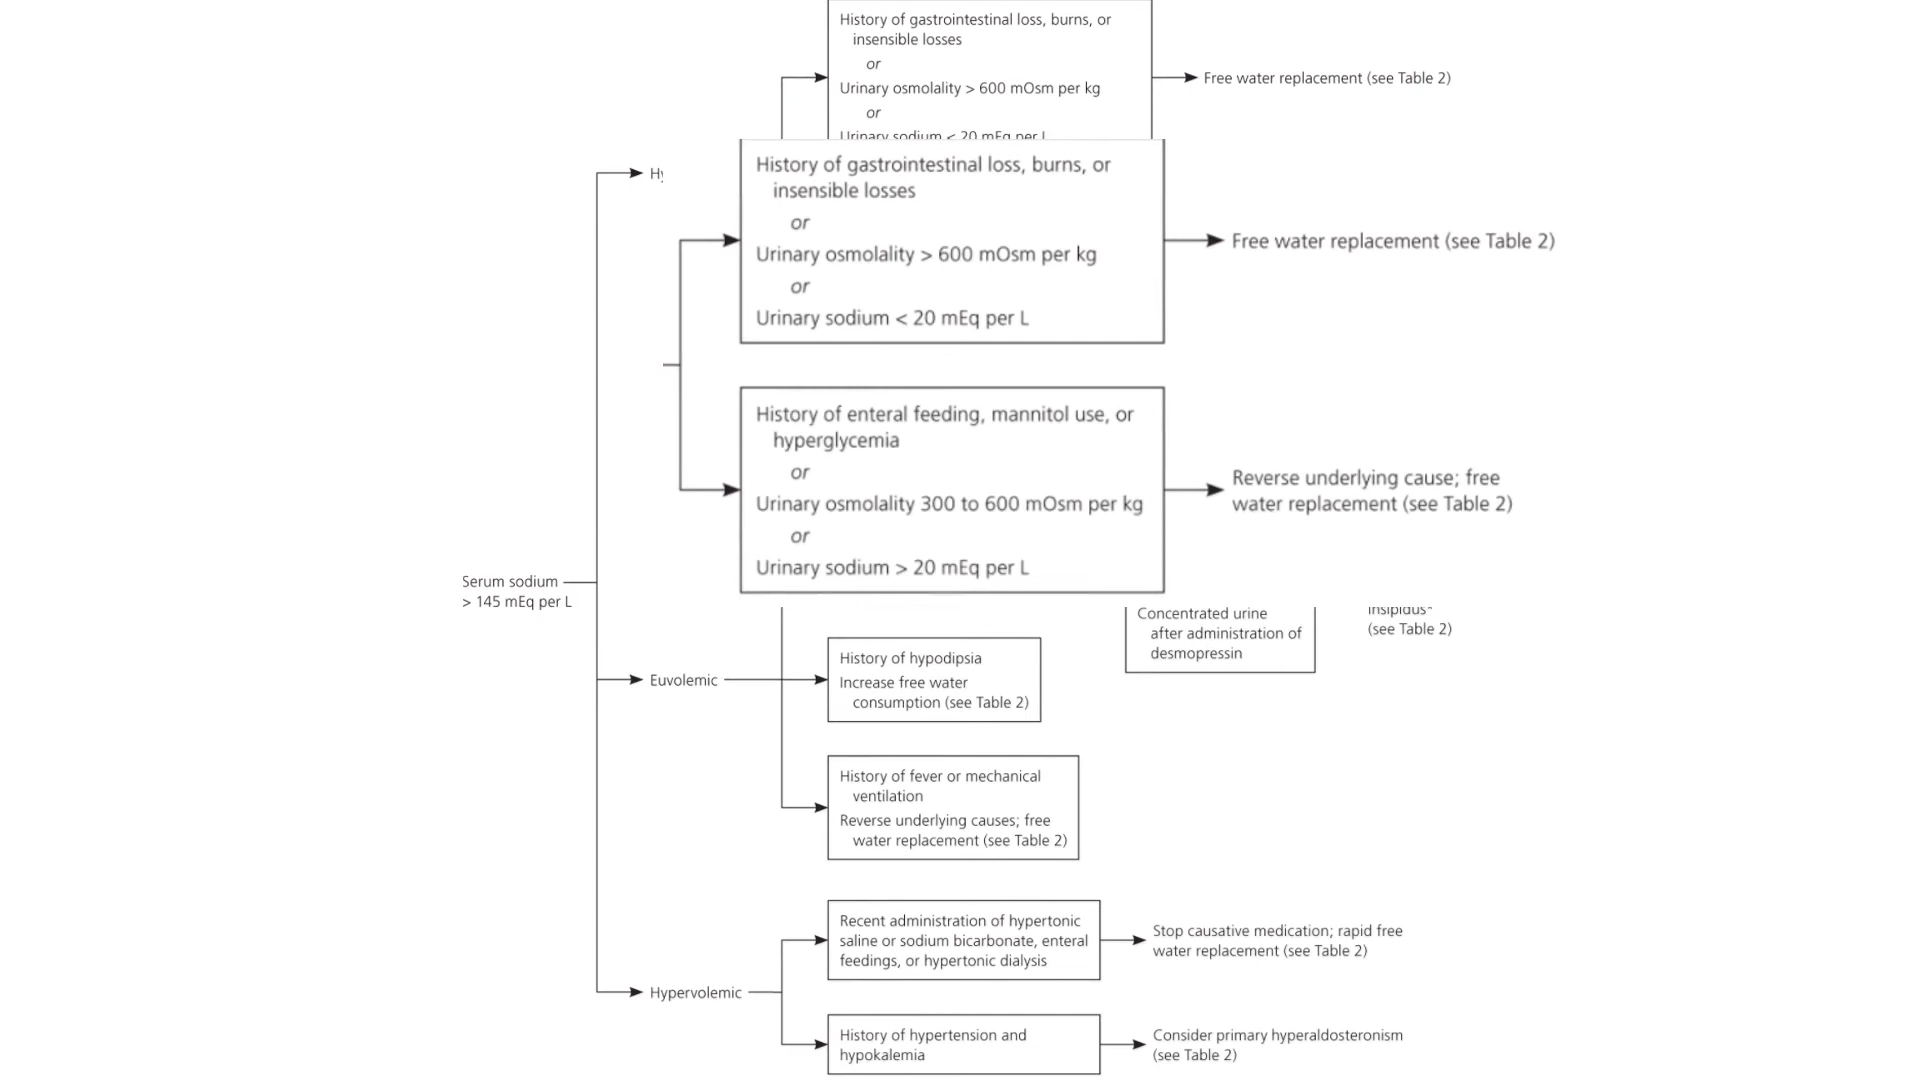 History of gastrointestinal loss, burns, or
insensible losses
or
Urinary osmolality > 600 mOsm per kg
or
Urinary sodium < 20 mEq per L
Free water replacement (see Table 2)
History of gastrointestinal loss, burns, or
insensible losses
or
Urinary osmolality > 600 mOsm per kg
or
Urinary sodium < 20 mEq per L
Free water replacement (see Table 2)
History of enteral feeding, mannitol use, or
hyperglycemia
or
Urinary osmolality 300 to 600 mOsm per kg
or
Urinary sodium > 20 mEq per L
Reverse underlying cause; free
water replacement (see Table 2)
Serum sodium
> 145 mEq per L
Concentrated urine
after administration of
desmopressin
insipidus*
(see Table 2)
Euvolemic
History of hypodipsia
Increase free water
consumption (see Table 2)
History of fever or mechanical
ventilation
Reverse underlying causes; free
water replacement (see Table 2)
Hypervolemic
Recent administration of hypertonic
saline or sodium bicarbonate, enteral
feedings, or hypertonic dialysis
Stop causative medication; rapid free
water replacement (see Table 2)
History of hypertension and
hypokalemia
Consider primary hyperaldosteronism
(see Table 2)